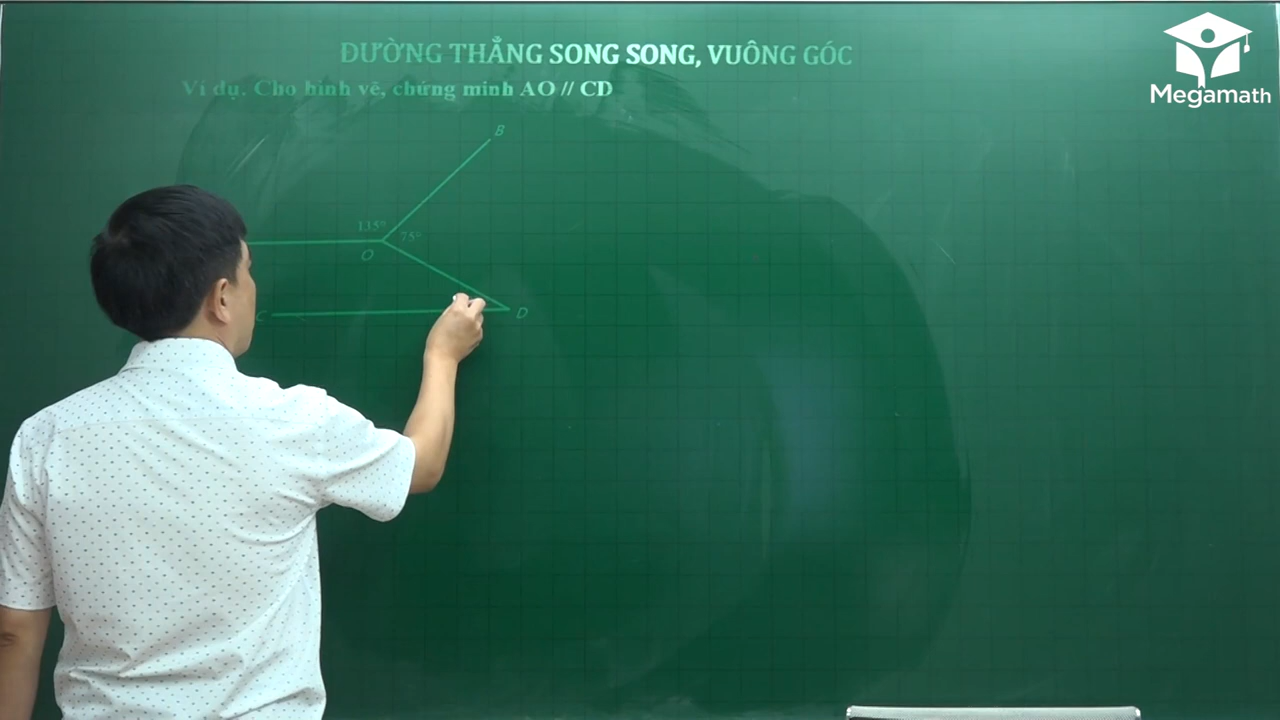 ĐƯỜNG THẲNG SONG SONG, VUÔNG GÓC
Ví dụ. Cho hình vẽ, chứng minh AO // CD
Megamath
B
135°
75°
O
C
D